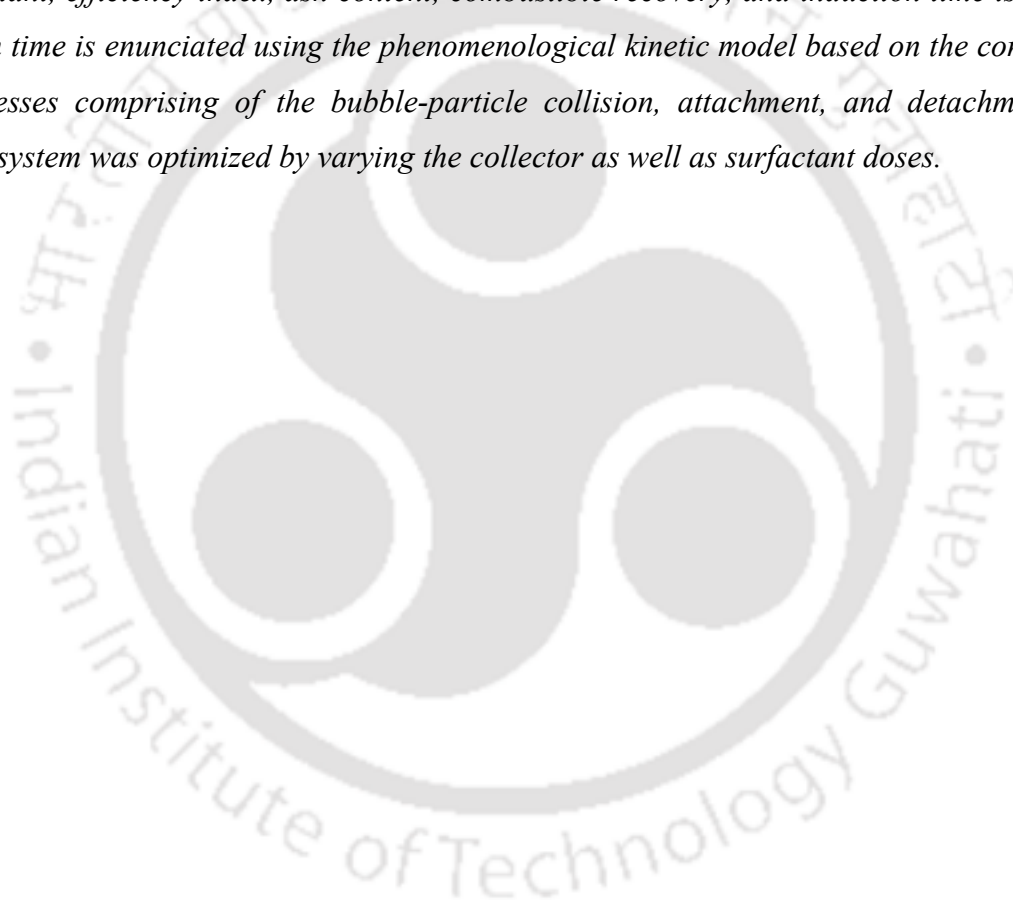 efficiency index, ash content, combustible recovery, and induction time is
time is enunciated using the phenomenological kinetic model based on the
esses comprising of the bubble-particle collision, attachment, and detachm
system was optimized by varying the collector as well as surfactant doses.
• Indian Institute of Technology Guwahati •